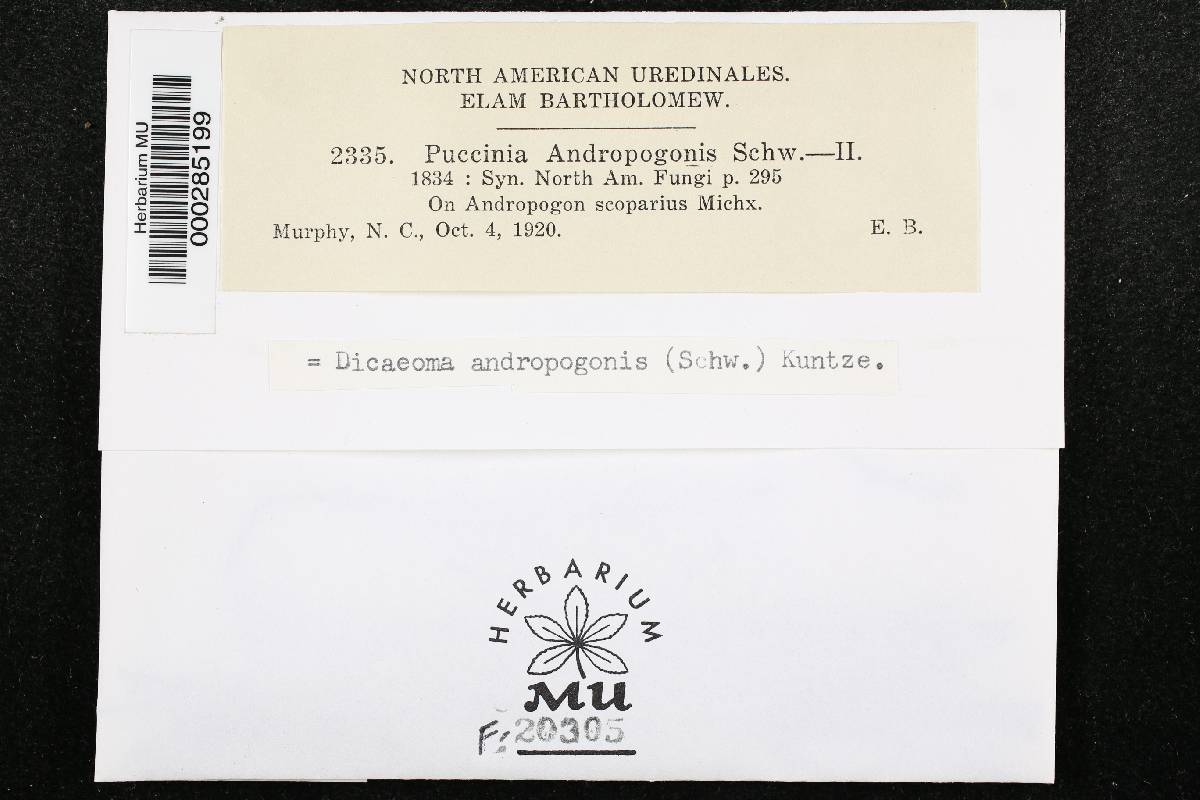 Herbarium MU
000285199
NORTH AMERICAN UREDINALES.
ELAM BARTHOLOMEW.
2335. Puccinia Andropogonis Schw.—II.
1834 : Syn. North Am. Fungi p. 295
On Andropogon scoparius Michx.
Murphy, N. C., Oct. 4, 1920. E. B.
= Dicaeoma andropogonis (Schw.) Kuntze.
HERBARIUM
MU
F: 20305